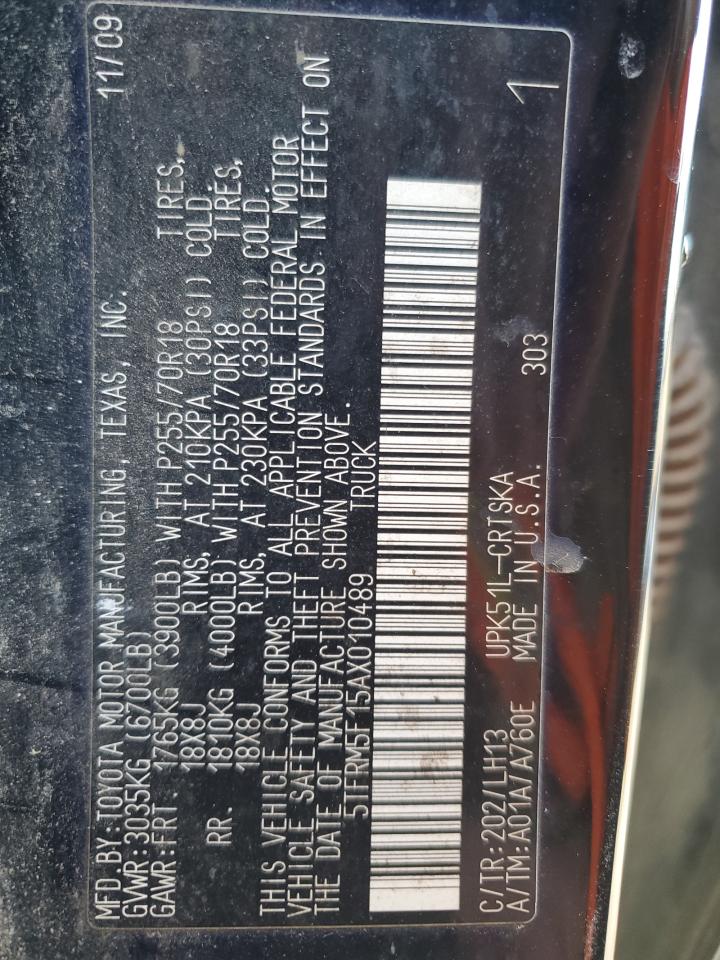 MFD.BY:TOYOTA MOTOR MANUFACTURING, TEXAS, INC. 11/09
GVWR:3035KG (6700LB)
GAWR:FRT. 1765KG (3900LB) WITH P255/70R18 TIRES,
18X8J RIMS, AT 210KPA (30PSI) COLD.
RR. 1810KG (4000LB) WITH P255/70R18 TIRES,
18X8J RIMS, AT 230KPA (33PSI) COLD.
THIS VEHICLE CONFORMS TO ALL APPLICABLE FEDERAL MOTOR
VEHICLE SAFETY AND THEFT PREVENTION STANDARDS IN EFFECT ON
THE DATE OF MANUFACTURE SHOWN ABOVE.
5TFRM5F15AX010489 TRUCK
C/TR:202/LH13 UPK51L-CRTSKA
A/TM:A01A/A760E MADE IN U.S.A. 303 1